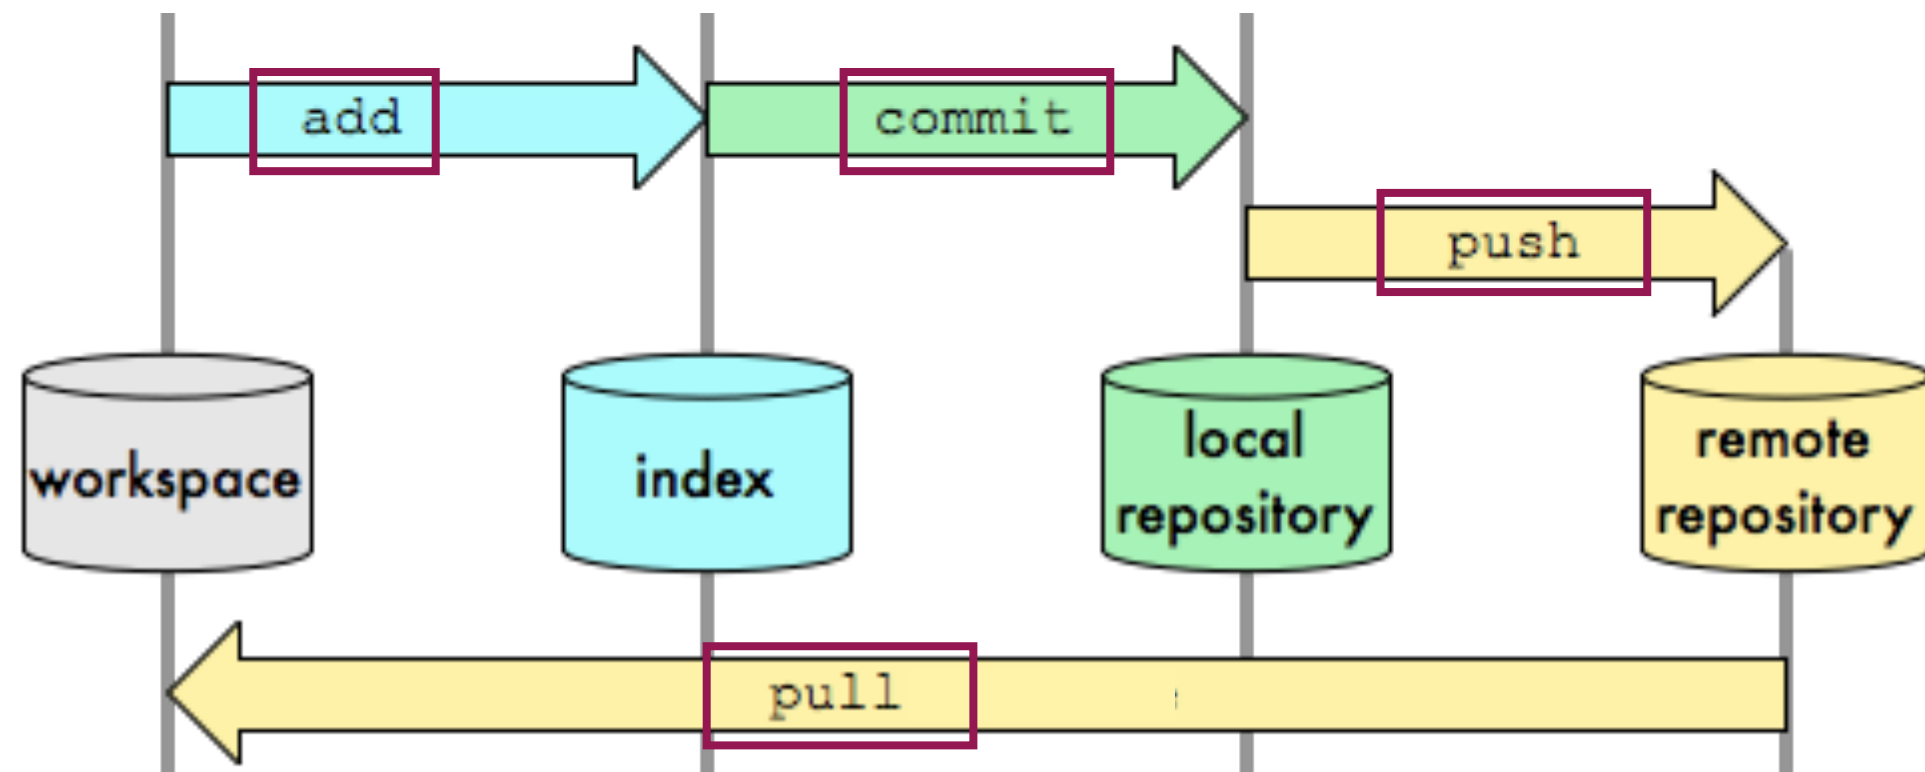 add
commit
push
workspace
index
local
repository
remote
repository
pull